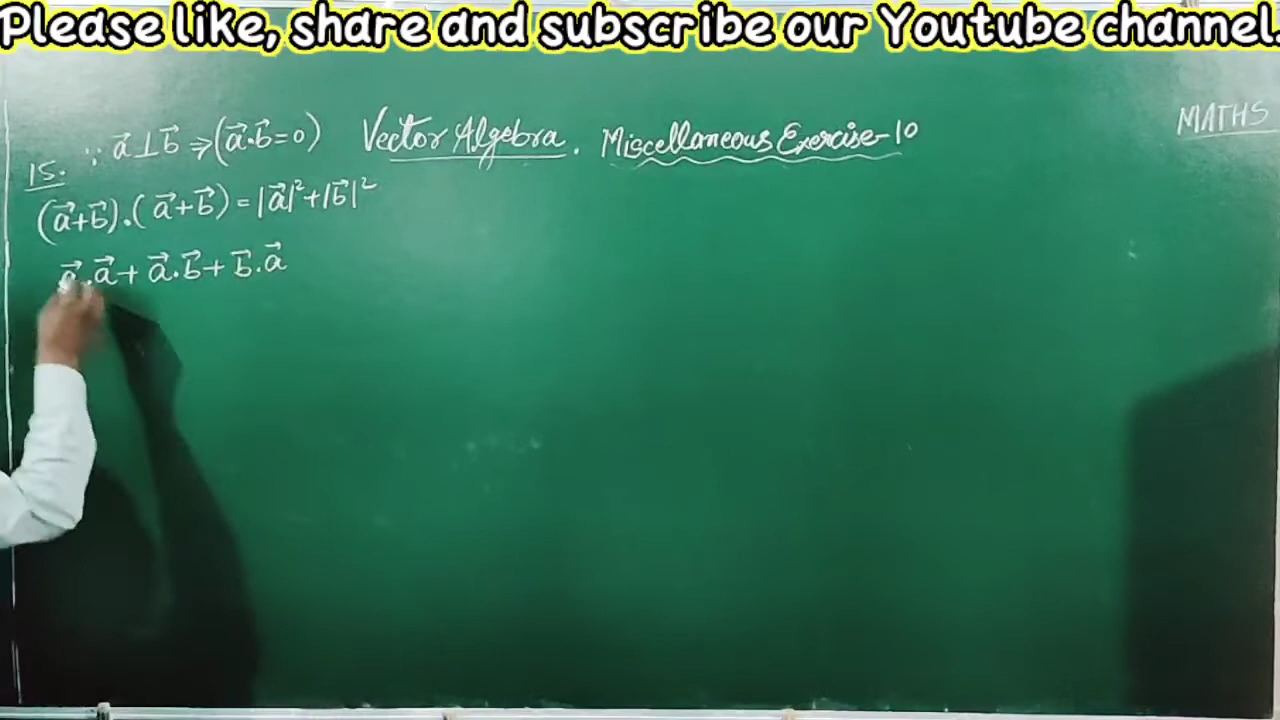 Please like, share and subscribe our Youtube channel.
MATHS
Vector Algebra. Miscellaneous Exercise-10
15. ∵ a⃗ ⊥ b⃗ ⇒ (a⃗·b⃗=0)
(a⃗+b⃗).(a⃗+b⃗) = |a⃗|²+|b⃗|²
a⃗.a⃗ + a⃗.b⃗ + b⃗.a⃗